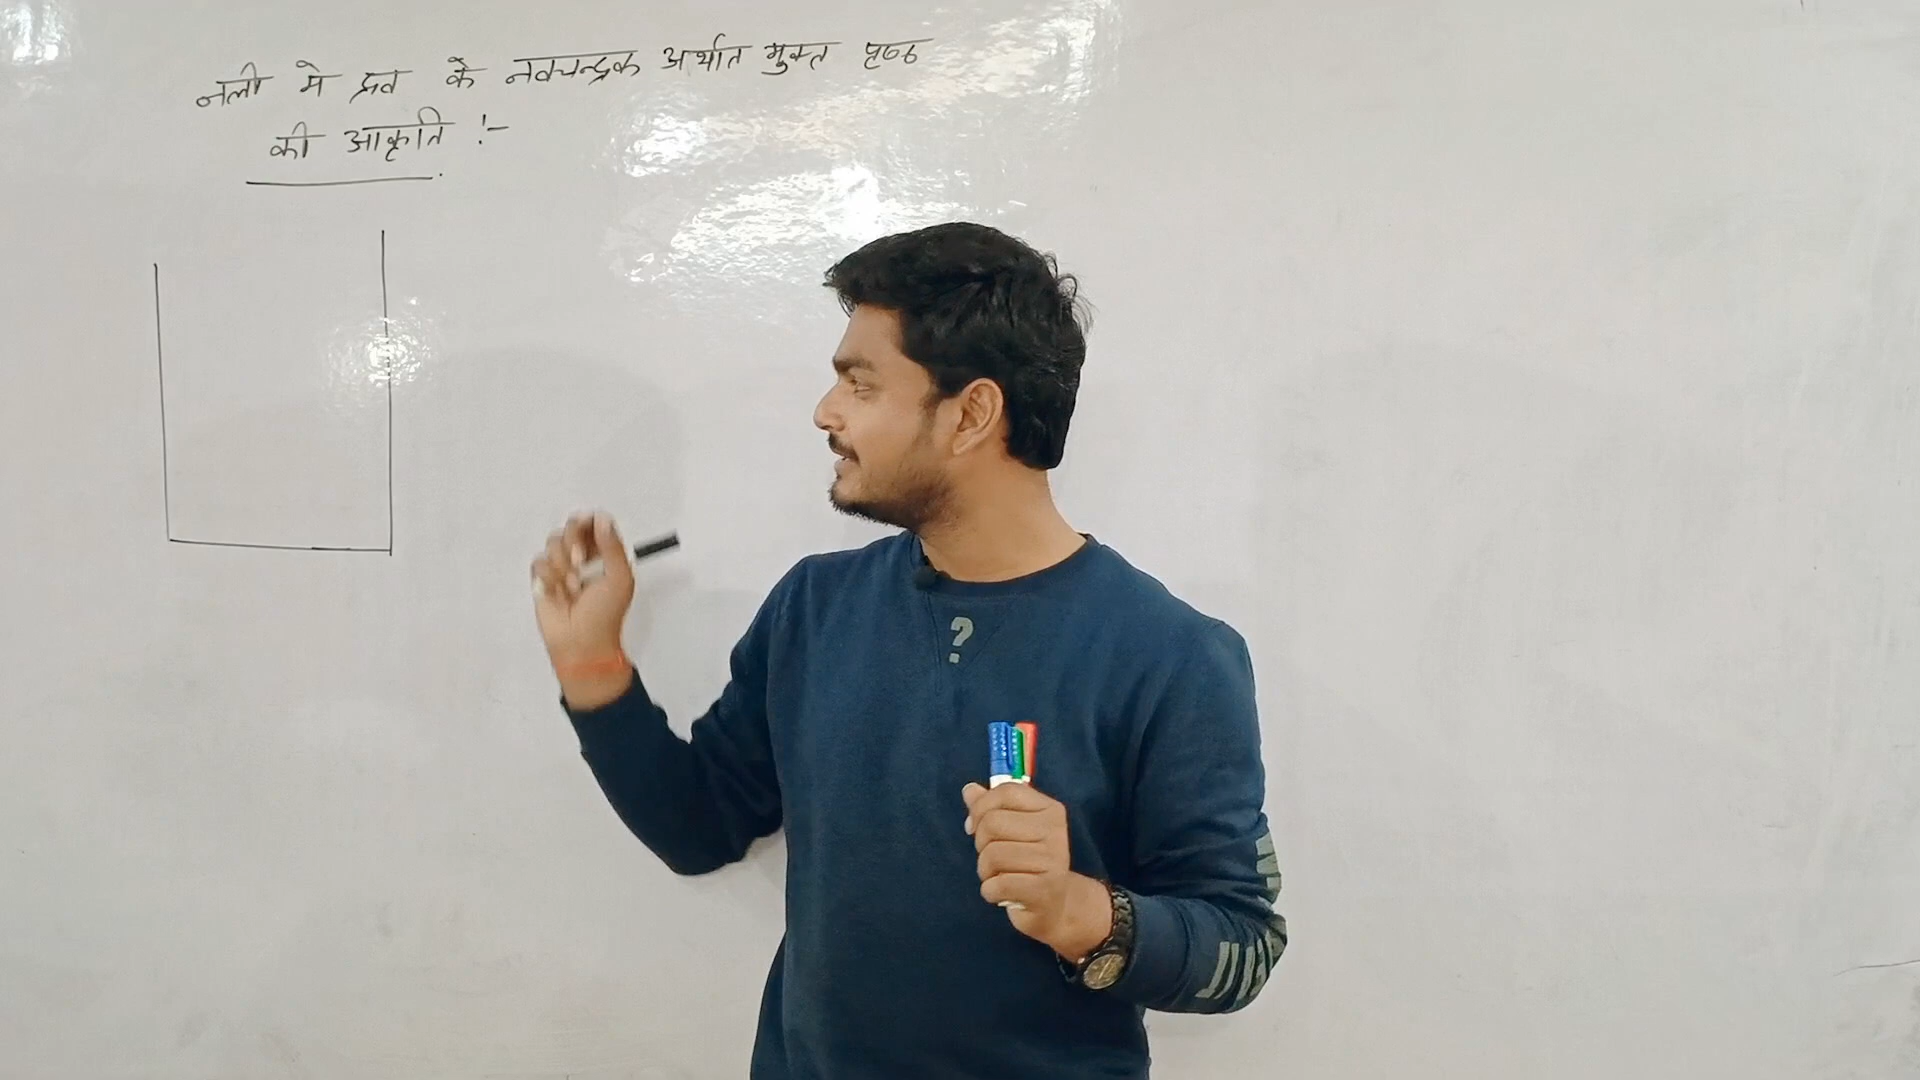 नली मे द्रव के नवचन्द्रक अर्थात मुक्त पृष्ठ
की आकृति :-
?